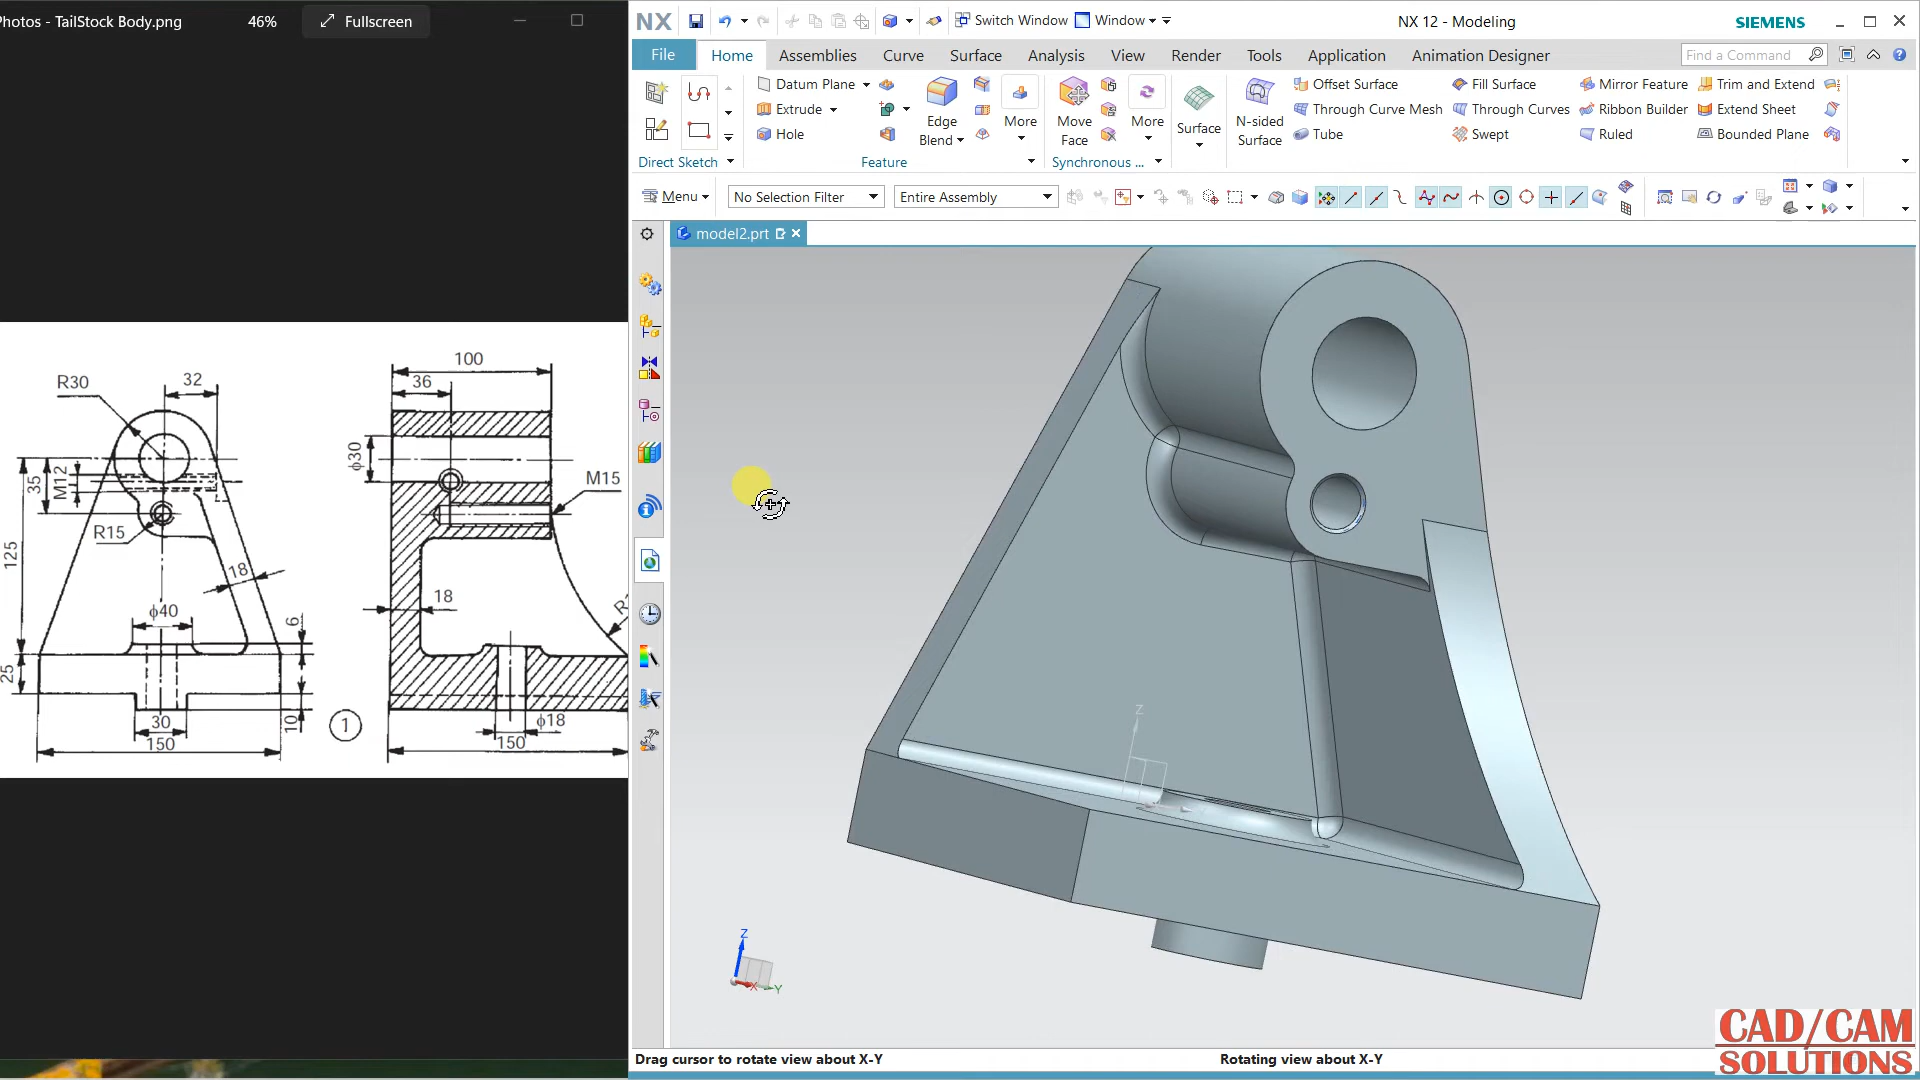 Photos - TailStock Body.png
46%
Fullscreen
R30
32
100
36
35
M12
ϕ30
M15
R15
125
18
ϕ40
18
6
25
30
10
150
1
ϕ18
150
NX
Switch Window
Window
NX 12 - Modeling
SIEMENS
File
Home
Assemblies
Curve
Surface
Analysis
View
Render
Tools
Application
Animation Designer
Find a Command
Datum Plane
Extrude
Hole
Edge
Blend
More
Move
Face
More
Surface
N-sided
Surface
Offset Surface
Through Curve Mesh
Tube
Fill Surface
Through Curves
Swept
Mirror Feature
Ribbon Builder
Ruled
Trim and Extend
Extend Sheet
Bounded Plane
Direct Sketch
Feature
Synchronous ...
Menu
No Selection Filter
Entire Assembly
model2.prt
Z
Z
X
Y
Drag cursor to rotate view about X-Y
Rotating view about X-Y
CAD/CAM
SOLUTIONS